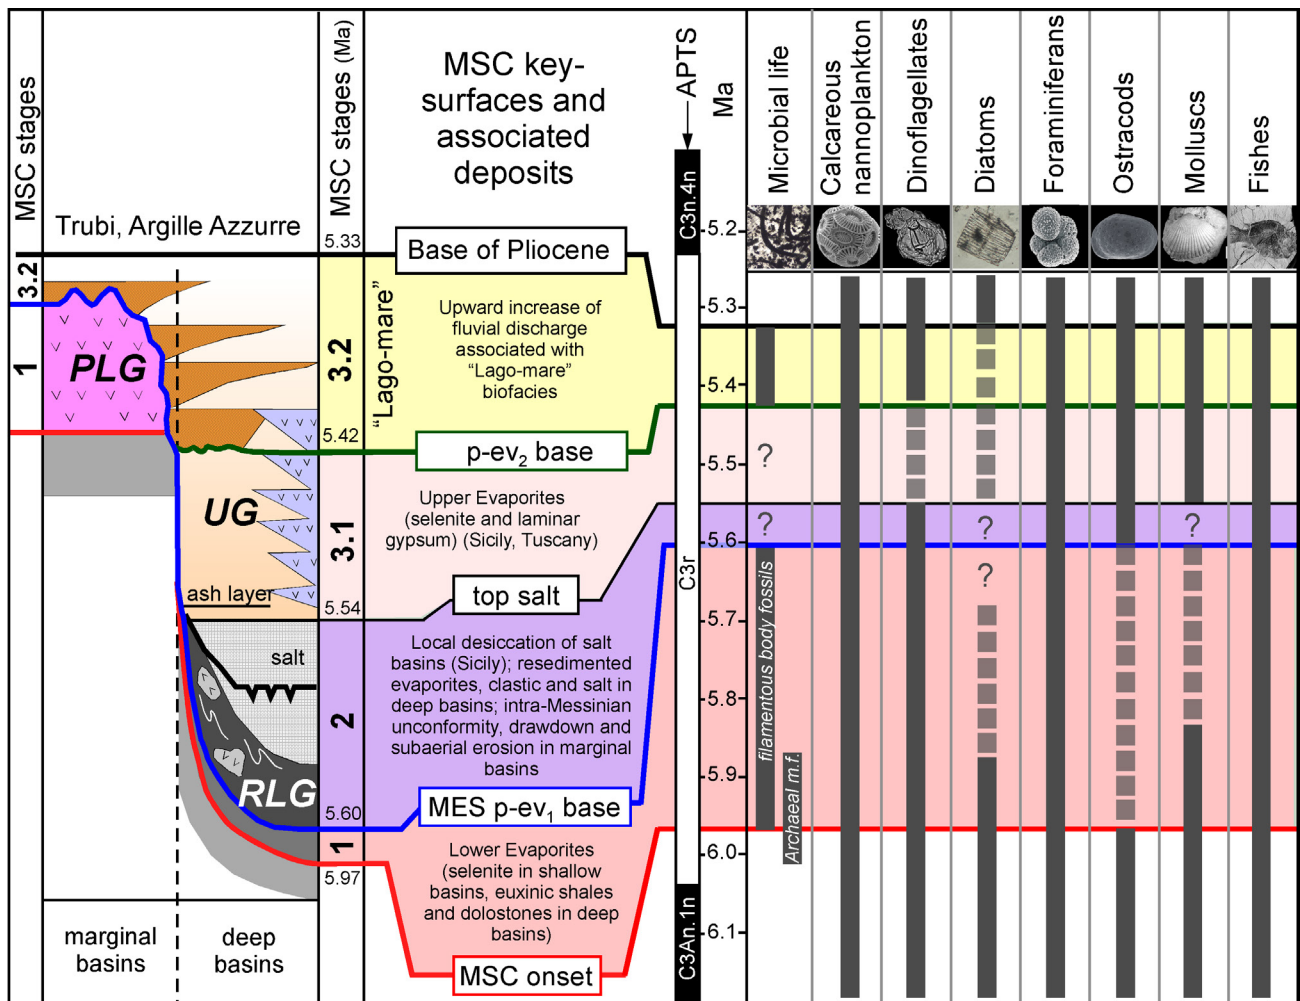 MSC stages
MSC stages (Ma)
MSC key-
surfaces and
associated
deposits
APTS
Ma
Microbial life
Calcareous
nannoplankton
Dinoflagellates
Diatoms
Foraminiferans
Ostracods
Molluscs
Fishes
Trubi, Argille Azzurre
5.33
3.2
1
PLG
UG
ash layer
salt
RLG
marginal
basins
deep
basins
3.2
5.42
3.1
5.54
2
5.60
1
5.97
"Lago-mare"
Base of Pliocene
Upward increase of
fluvial discharge
associated with
"Lago-mare"
biofacies
p-ev2 base
Upper Evaporites
(selenite and laminar
gypsum) (Sicily, Tuscany)
top salt
Local desiccation of salt
basins (Sicily); resedimented
evaporites, clastic and salt in
deep basins; intra-Messinian
unconformity, drawdown and
subaerial erosion in marginal
basins
MES p-ev1 base
Lower Evaporites
(selenite in shallow
basins, euxinic shales
and dolostones in deep
basins)
MSC onset
C3n.4n
C3r
C3An.1n
5.2
5.3
5.4
5.5
5.6
5.7
5.8
5.9
6.0
6.1
?
?
?
?
?
filamentous body fossils
Archaeal m.f.